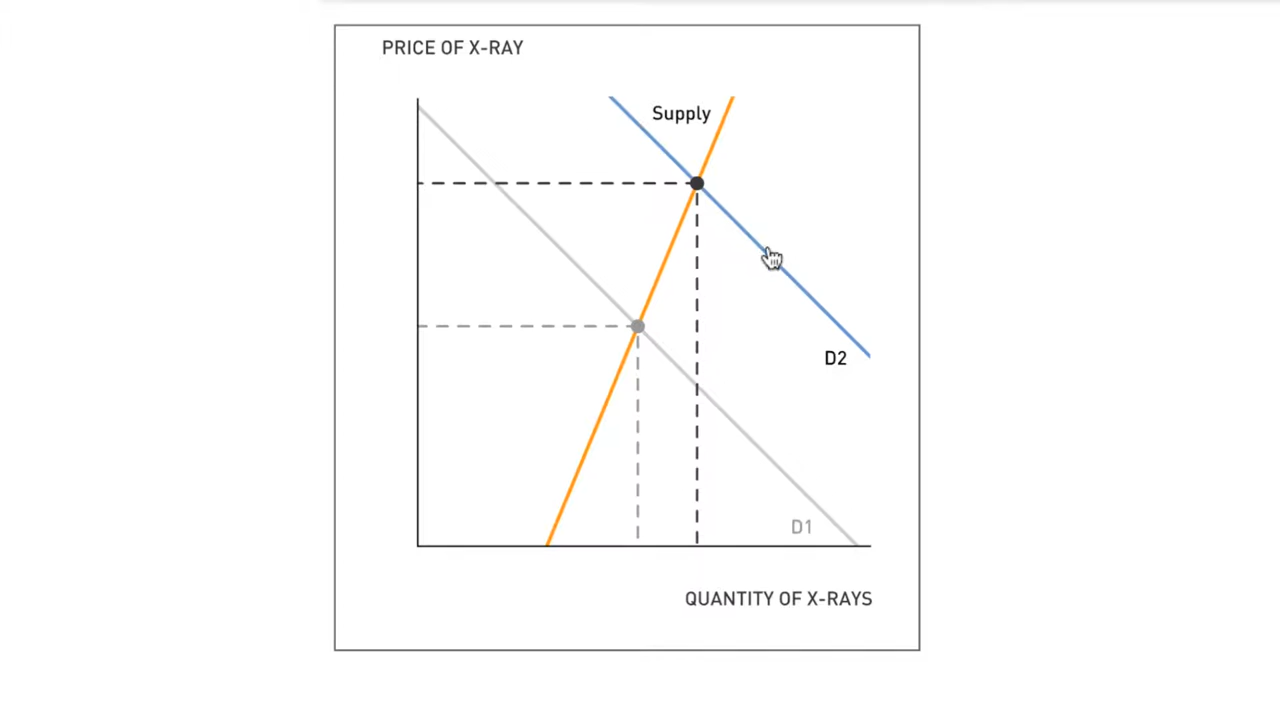 PRICE OF X-RAY
Supply
D2
D1
QUANTITY OF X-RAYS